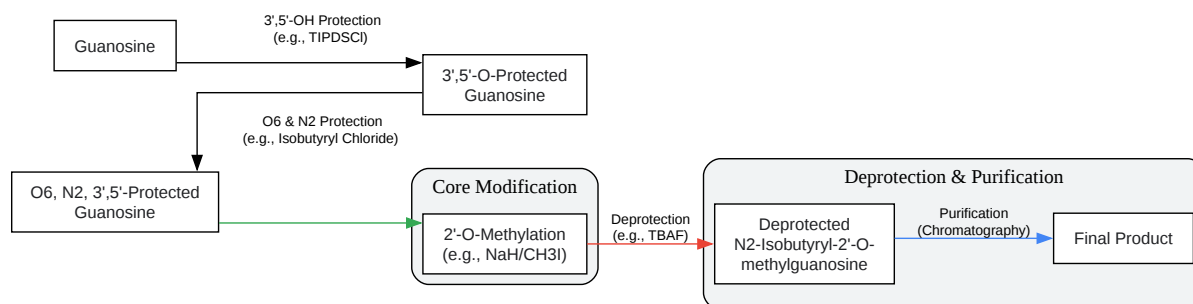 Guanosine
3',5'-OH Protection
(e.g., TIPDSCl)
3',5'-O-Protected
Guanosine
O6 & N2 Protection
(e.g., Isobutyryl Chloride)
O6, N2, 3',5'-Protected
Guanosine
Core Modification
2'-O-Methylation
(e.g., NaH/CH3I)
Deprotection
(e.g., TBAF)
Deprotection & Purification
Deprotected
N2-Isobutyryl-2'-O-
methylguanosine
Purification
(Chromatography)
Final Product